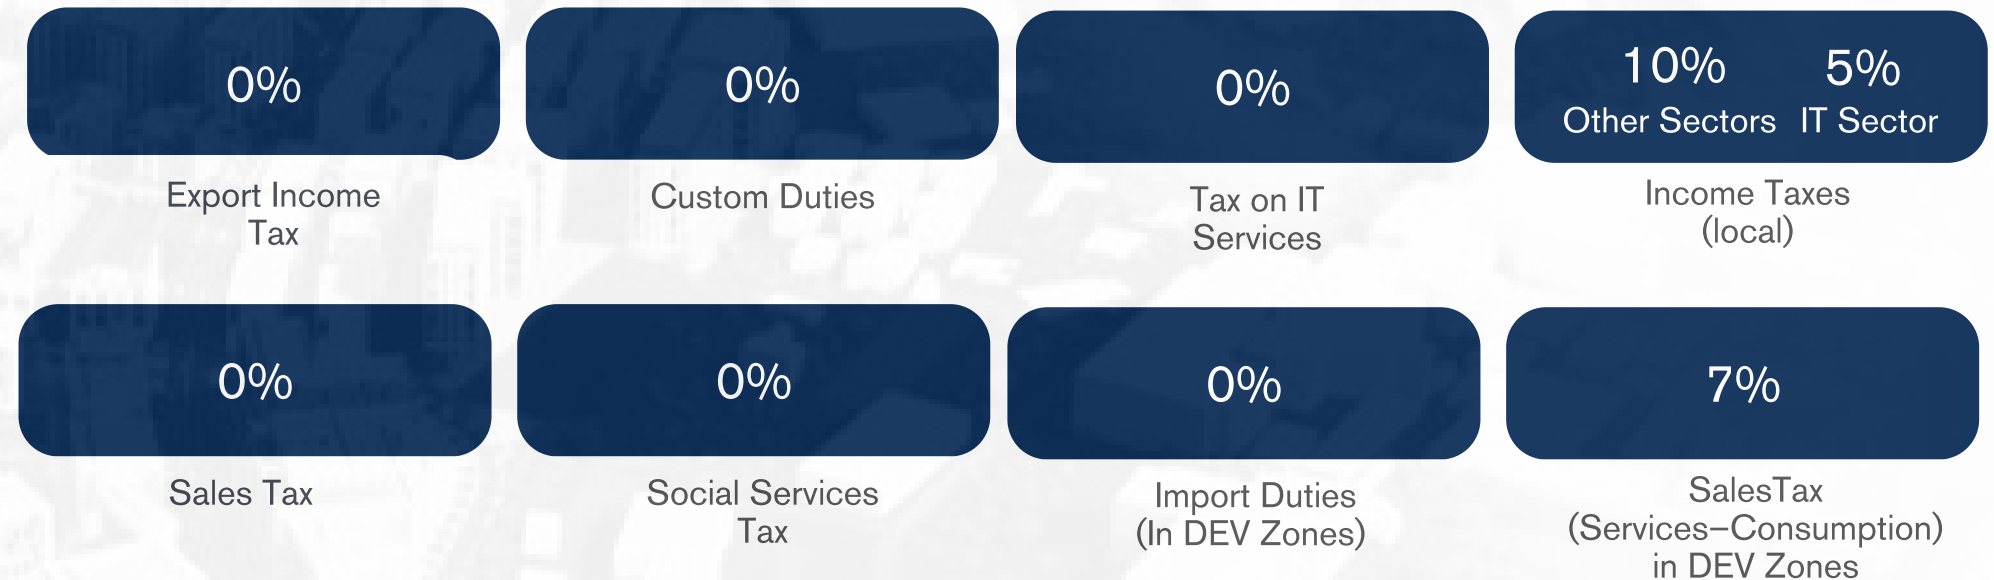 0%
Export Income
Tax
0%
Custom Duties
0%
Tax on IT
Services
10% 5%
Other Sectors IT Sector
Income Taxes
(local)
0%
Sales Tax
0%
Social Services
Tax
0%
Import Duties
(In DEV Zones)
7%
SalesTax
(Services–Consumption)
in DEV Zones